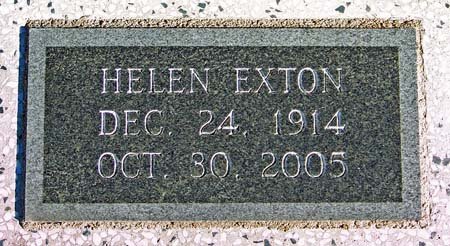 HELEN EXTON
DEC. 24. 1914
OCT. 30. 2005